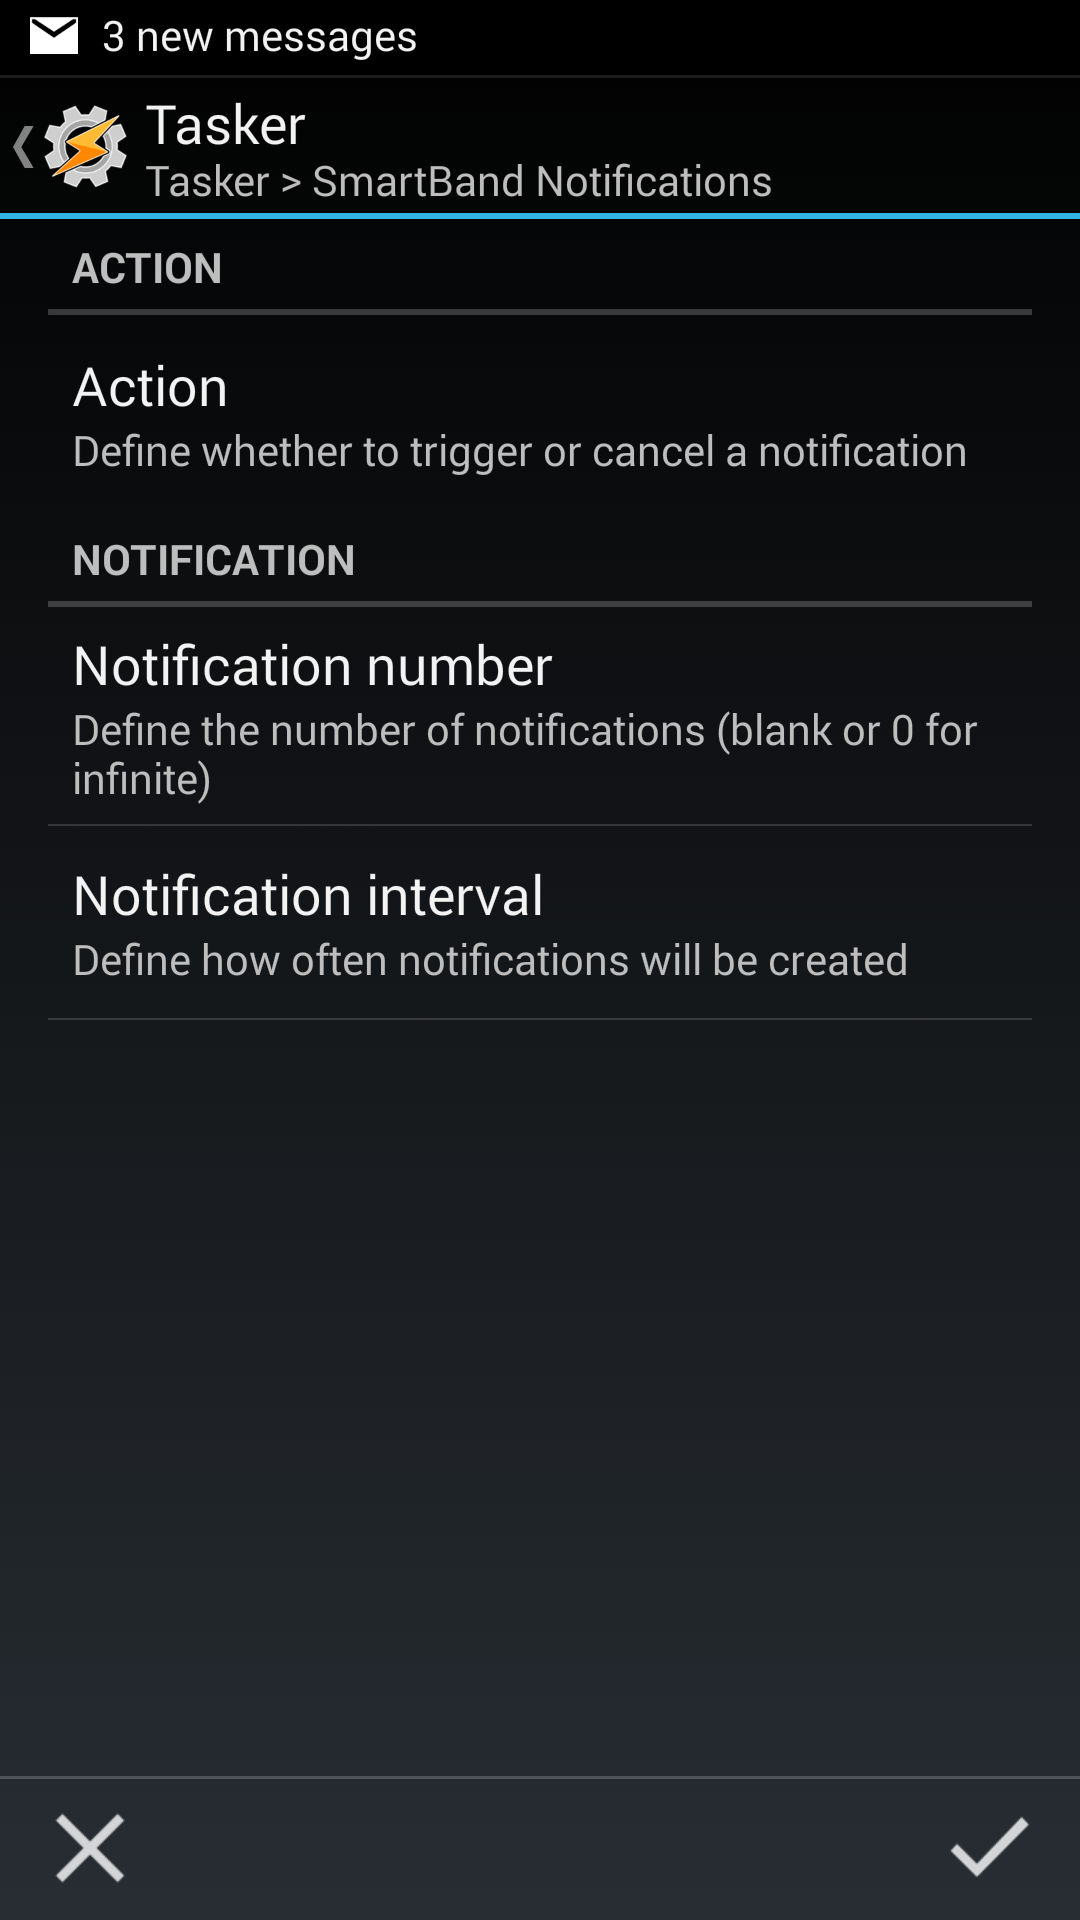 3 new messages
Tasker
Tasker > SmartBand Notifications
ACTION
Action
Define whether to trigger or cancel a notification
NOTIFICATION
Notification number
Define the number of notifications (blank or 0 for
infinite)
Notification interval
Define how often notifications will be created